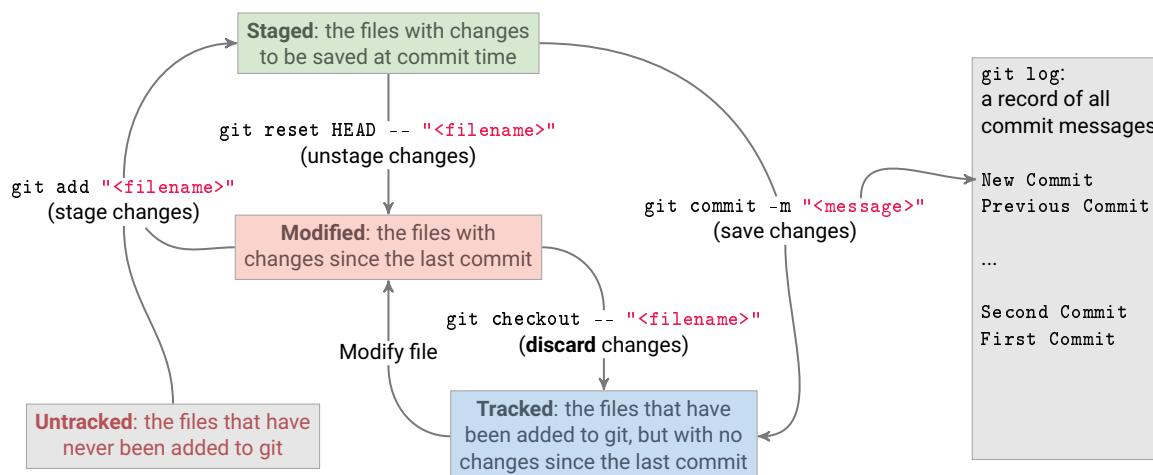 Staged: the files with changes
to be saved at commit time
git log:
a record of all
commit messages
git reset HEAD -- "<filename>"
(unstage changes)
git add "<filename>"
(stage changes)
New Commit
Previous Commit
git commit -m "<message>"
(save changes)
Modified: the files with
changes since the last commit
...
git checkout -- "<filename>"
(discard changes)
Second Commit
First Commit
Modify file
Untracked: the files that have
never been added to git
Tracked: the files that have
been added to git, but with no
changes since the last commit